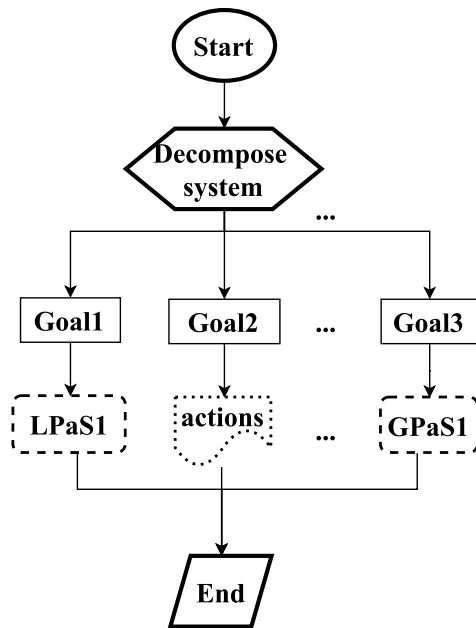 Start
Decompose
system
...
Goal1
Goal2
...
Goal3
LPaS1
actions
...
GPaS1
End